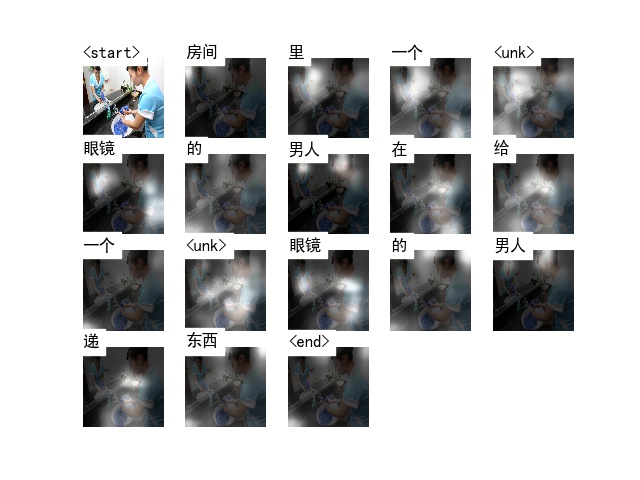 <start> 房间 里 一个 <unk>
眼镜 的 男人 在 给
一个 <unk> 眼镜 的 男人
递 东西 <end>